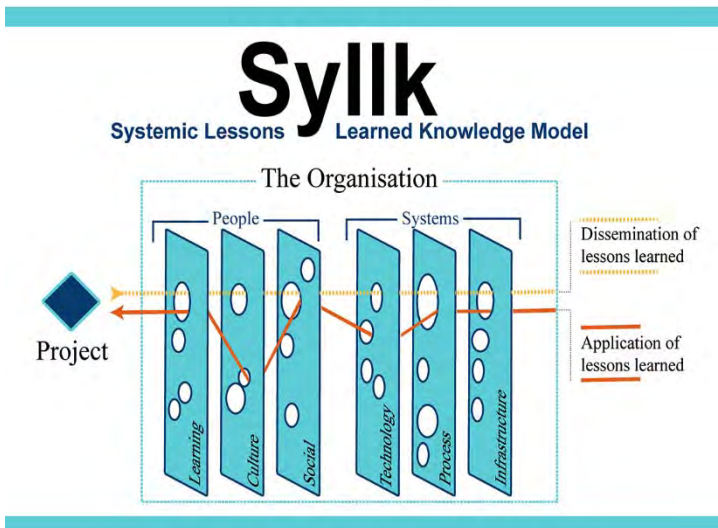 Syllk
Systemic Lessons Learned Knowledge Model
The Organisation
People
Systems
Dissemination of
lessons learned
Project
Application of
lessons learned
Learning
Culture
Social
Technology
Process
Infrastructure